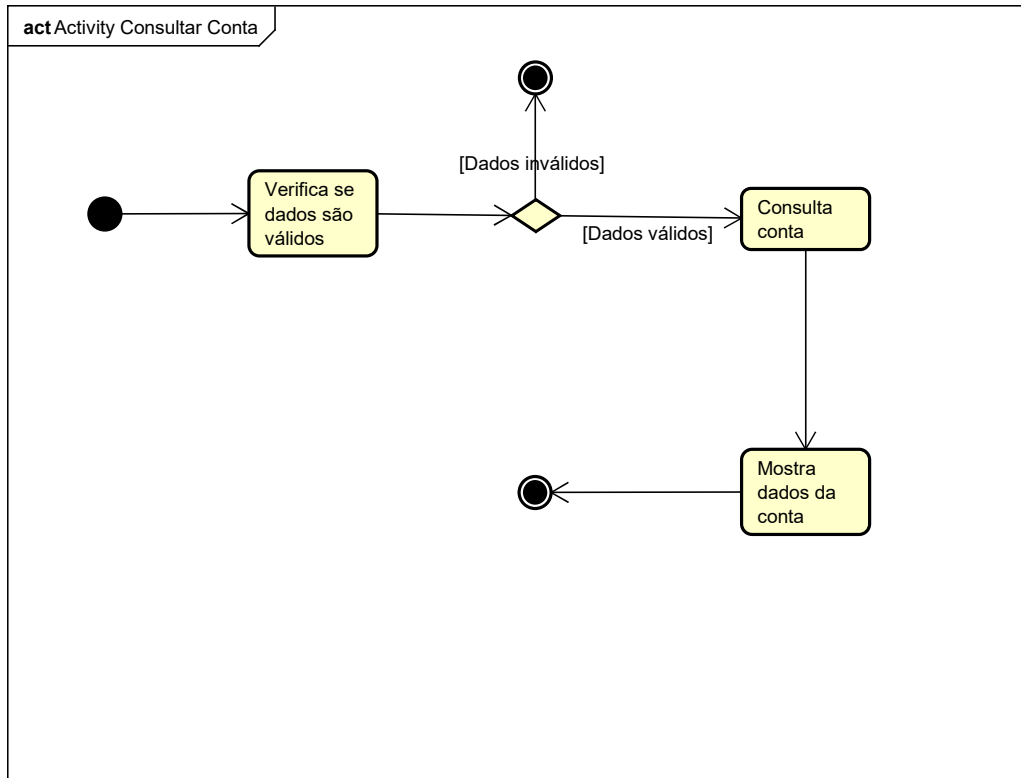 act Activity Consultar Conta
[Dados inválidos]
Verifica se
dados são
válidos
[Dados válidos]
Consulta
conta
Mostra
dados da
conta